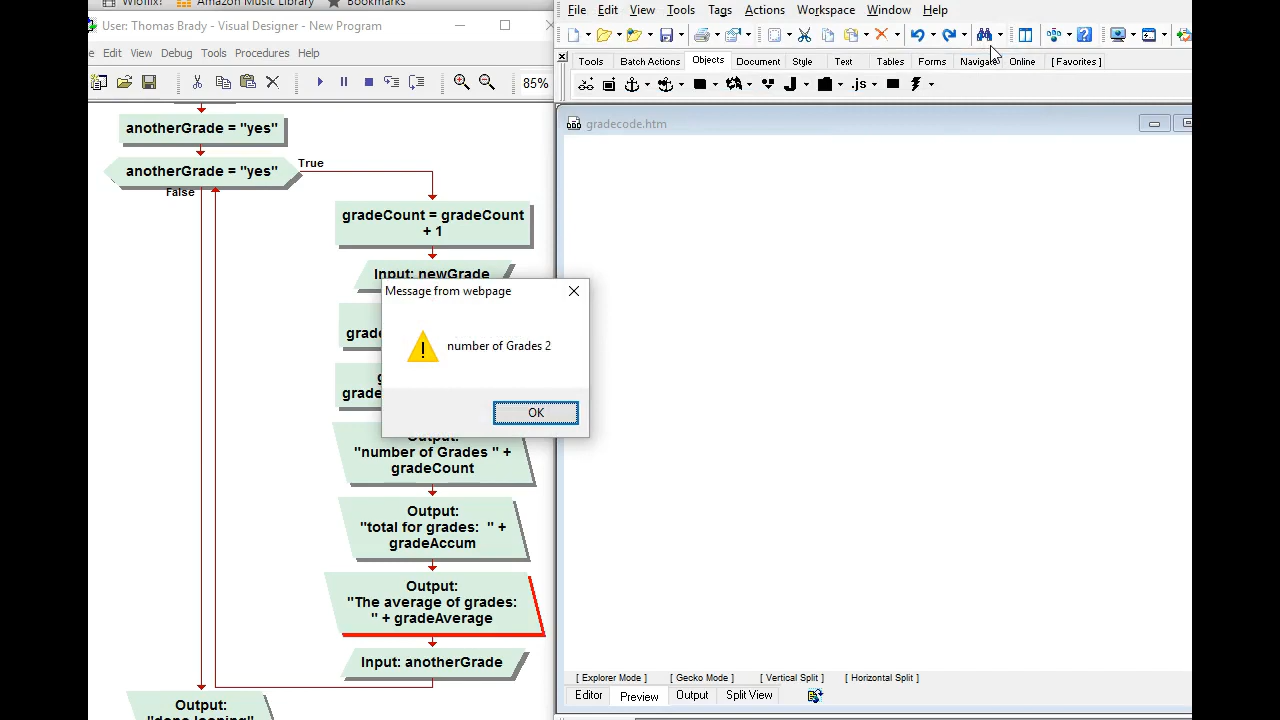 Wioflix!
Amazon Music Library
Bookmarks
User: Thomas Brady - Visual Designer - New Program
Edit View Debug Tools Procedures Help
85%
anotherGrade = "yes"
anotherGrade = "yes"
True
False
gradeCount = gradeCount
+ 1
Input: newGrade
grade
grade
Output:
"number of Grades " +
gradeCount
Output:
"total for grades:  " +
gradeAccum
Output:
"The average of grades:
" + gradeAverage
Input: anotherGrade
Output:
"done looping"
Message from webpage
number of Grades 2
OK
File Edit View Tools Tags Actions Workspace Window Help
Tools Batch Actions Objects Document Style Text Tables Forms Navigate Online [ Favorites ]
.js
gradecode.htm
[ Explorer Mode ] [ Gecko Mode ] [ Vertical Split ] [ Horizontal Split ]
Editor Preview Output Split View